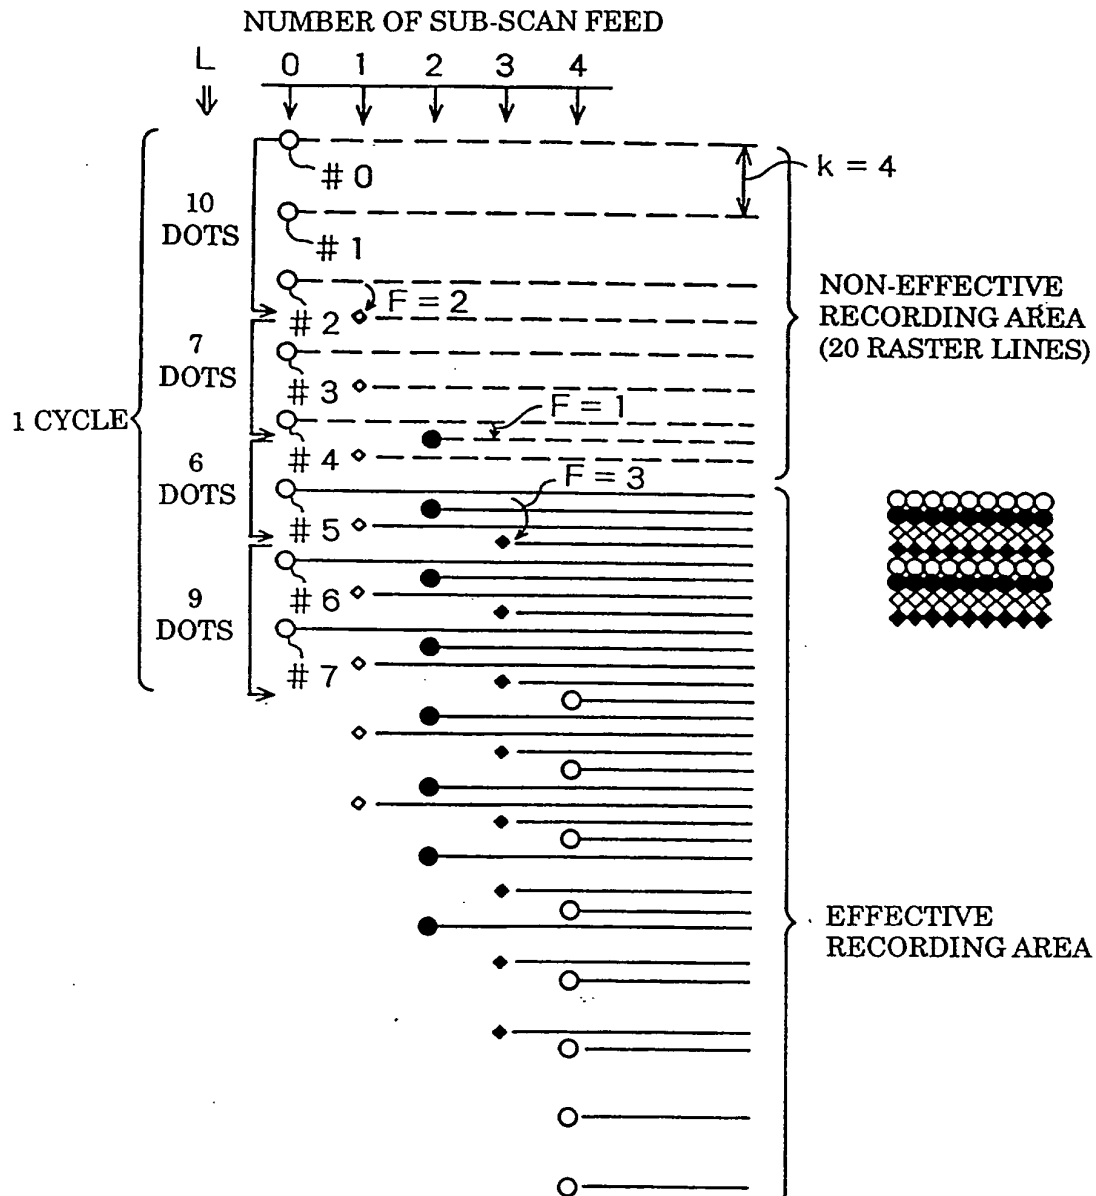 NUMBER OF SUB-SCAN FEED
L 0 1 2 3 4
# 0
k = 4
10
DOTS
# 1
# 2
F = 2
NON-EFFECTIVE
RECORDING AREA
(20 RASTER LINES)
7
DOTS
# 3
1 CYCLE
F = 1
# 4
6
DOTS
F = 3
# 5
# 6
9
DOTS
# 7
EFFECTIVE
RECORDING AREA